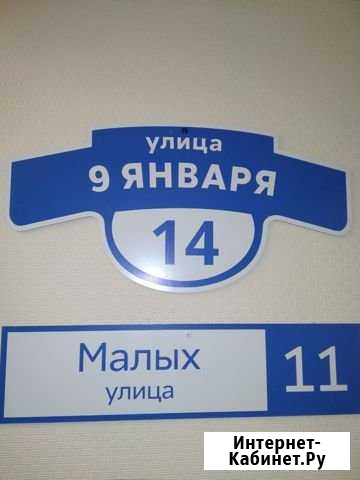 улица
9 ЯНВАРЯ
14
Малых
улица
11
Интернет-
Кабинет.Ру